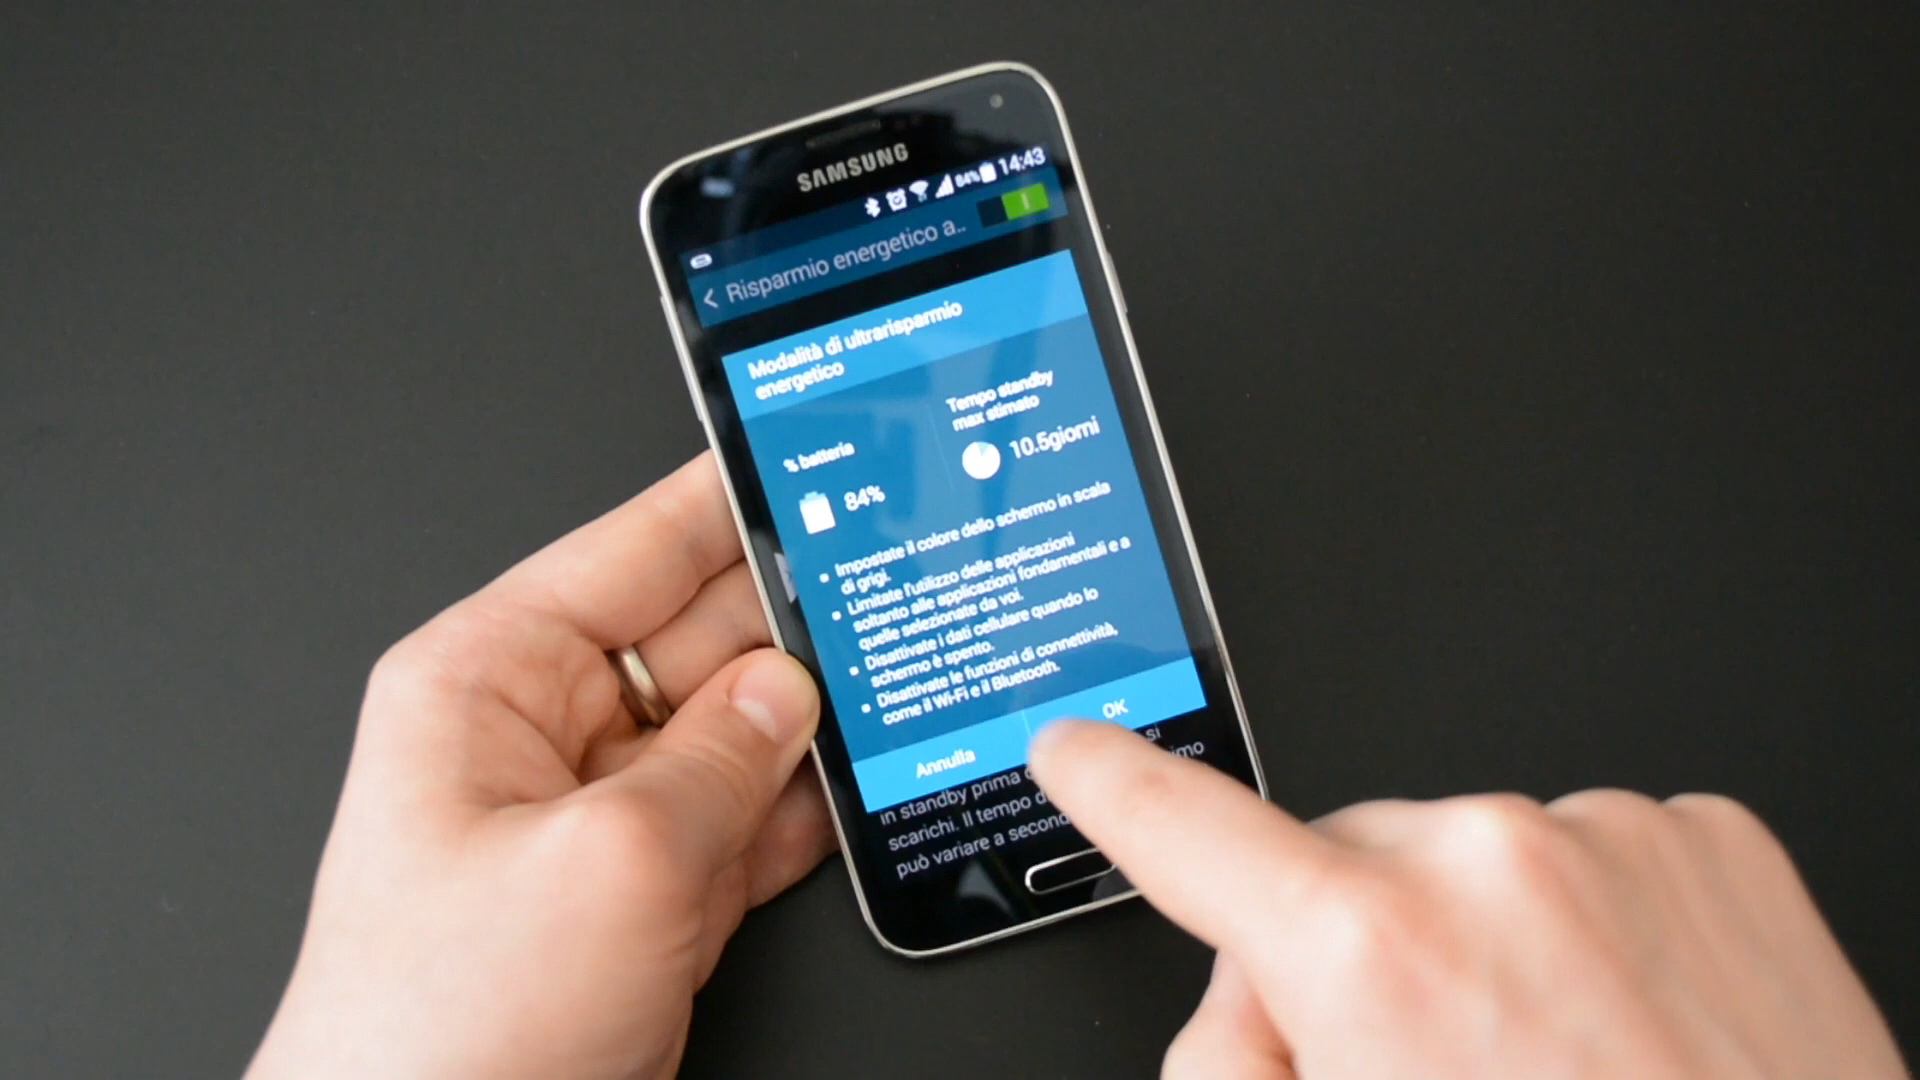 SAMSUNG
84% 14:43
Risparmio energetico a..
Modalità di ultrarisparmio
energetico
% batteria
84%
Tempo standby
max stimato
10.5giorni
• Impostate il colore dello schermo in scala
di grigi.
• Limitate l'utilizzo delle applicazioni
soltanto alle applicazioni fondamentali e a
quelle selezionate da voi.
• Disattivate i dati cellulare quando lo
schermo è spento.
• Disattivate le funzioni di connettività,
come il Wi-Fi e il Bluetooth.
Annulla
OK
si
in standby prima
scarichi. Il tempo
può variare a